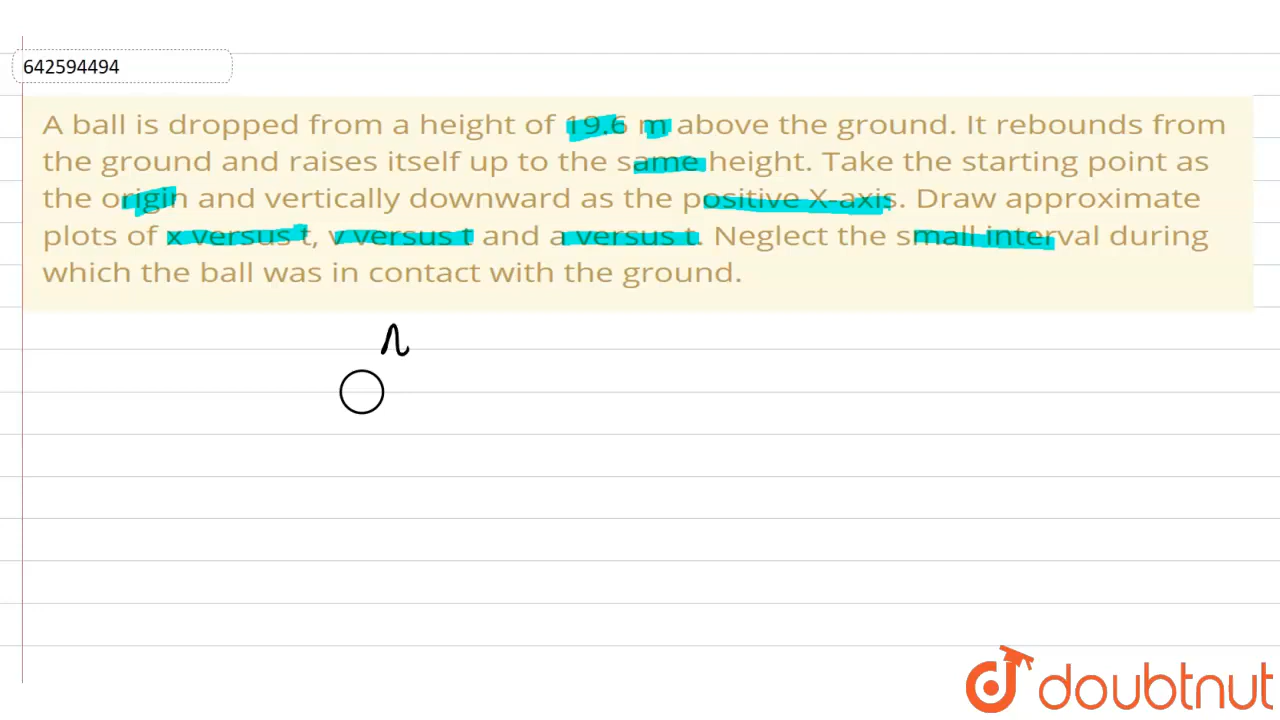 642594494
A ball is dropped from a height of 19.6 m above the ground. It rebounds from
the ground and raises itself up to the same height. Take the starting point as
the origin and vertically downward as the positive X-axis. Draw approximate
plots of x versus t, v versus t and a versus t. Neglect the small interval during
which the ball was in contact with the ground.
doubtnut